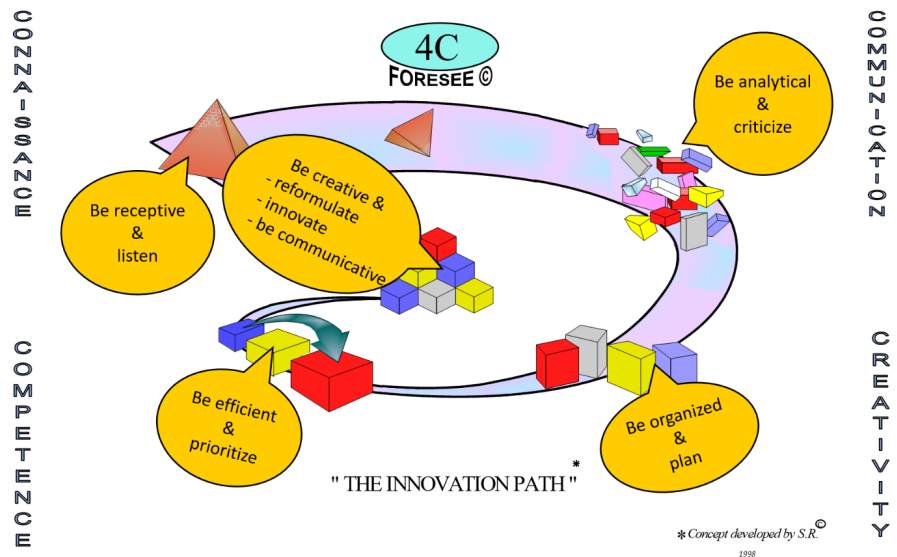 4C
FORESEE ©
CONNAISSANCE
COMMUNICATION
Be analytical
&
criticize
Be creative &
- reformulate
- innovate
- be communicative
Be receptive
&
listen
COMPETENCE
CREATIVITY
Be efficient
&
prioritize
Be organized
&
plan
" THE INNOVATION PATH " *
* Concept developed by S.R. ©
1998